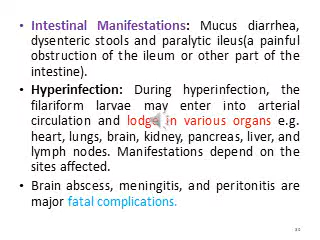 • Intestinal Manifestations: Mucus diarrhea,
dysenteric stools and paralytic ileus(a painful
obstruction of the ileum or other part of the
intestine).
• Hyperinfection: During hyperinfection, the
filariform larvae may enter into arterial
circulation and lodge in various organs e.g.
heart, lungs, brain, kidney, pancreas, liver, and
lymph nodes. Manifestations depend on the
sites affected.
• Brain abscess, meningitis, and peritonitis are
major fatal complications.